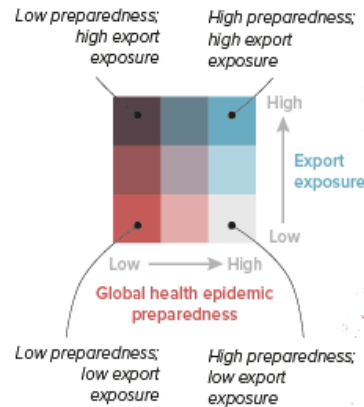 Low preparedness;
high export
exposure
High preparedness;
high export
exposure
High
Export
exposure
Low
Low
High
Global health epidemic
preparedness
Low preparedness;
low export
exposure
High preparedness;
low export
exposure